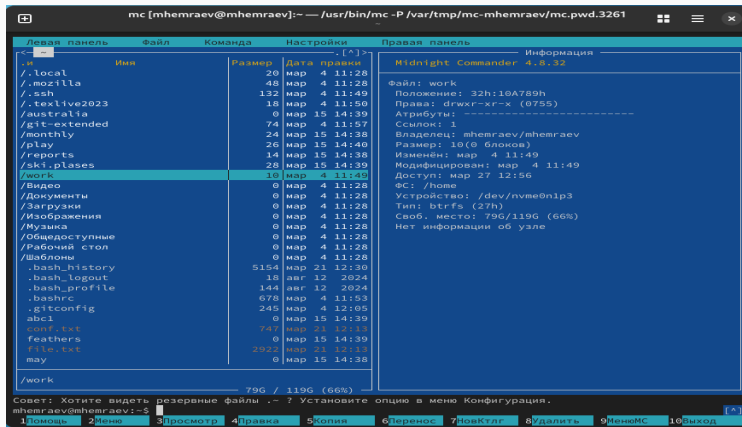 mc [mhemraev@mhemraev]:~ — /usr/bin/mc -P /var/tmp/mc-mhemraev/mc.pwd.3261
Левая панель Файл Команда Настройки Правая панель
<— ~ .[^]>
.и Имя Размер Дата правки
/.local 20 мар 4 11:28
/.mozilla 48 мар 4 11:28
/.ssh 132 мар 4 11:49
/.texlive2023 18 мар 4 11:50
/australia 0 мар 15 14:39
/git-extended 74 мар 4 11:57
/monthly 24 мар 15 14:38
/play 26 мар 15 14:40
/reports 14 мар 15 14:38
/ski.plases 28 мар 15 14:39
/work 10 мар 4 11:49
/Видео 0 мар 4 11:28
/Документы 0 мар 4 11:28
/Загрузки 0 мар 4 11:28
/Изображения 0 мар 4 11:28
/Музыка 0 мар 4 11:28
/Общедоступные 0 мар 4 11:28
/Рабочий стол 0 мар 4 11:28
/Шаблоны 0 мар 4 11:28
.bash_history 5154 мар 21 12:30
.bash_logout 18 авг 12 2024
.bash_profile 144 авг 12 2024
.bashrc 678 мар 4 11:53
.gitconfig 245 мар 4 12:05
abc1 0 мар 15 14:39
conf.txt 747 мар 21 12:13
feathers 0 мар 15 14:39
file.txt 2922 мар 21 12:13
may 0 мар 15 14:38
/work
79G / 119G (66%)
Информация
Midnight Commander 4.8.32
Файл: work
Положение: 32h:10A789h
Права: drwxr-xr-x (0755)
Атрибуты: ------------------------
Ссылок: 1
Владелец: mhemraev/mhemraev
Размер: 10(0 блоков)
Изменён: мар 4 11:49
Модифицирован: мар 4 11:49
Доступ: мар 27 12:56
ФС: /home
Устройство: /dev/nvme0n1p3
Тип: btrfs (27h)
Своб. место: 79G/119G (66%)
Нет информации об узле
Совет: Хотите видеть резервные файлы .~ ? Установите опцию в меню Конфигурация.
mhemraev@mhemraev:~$ [^]
1Помощь 2Меню 3Просмотр 4Правка 5Копия 6Перенос 7НовКтлг 8Удалить 9МенюМС 10Выход